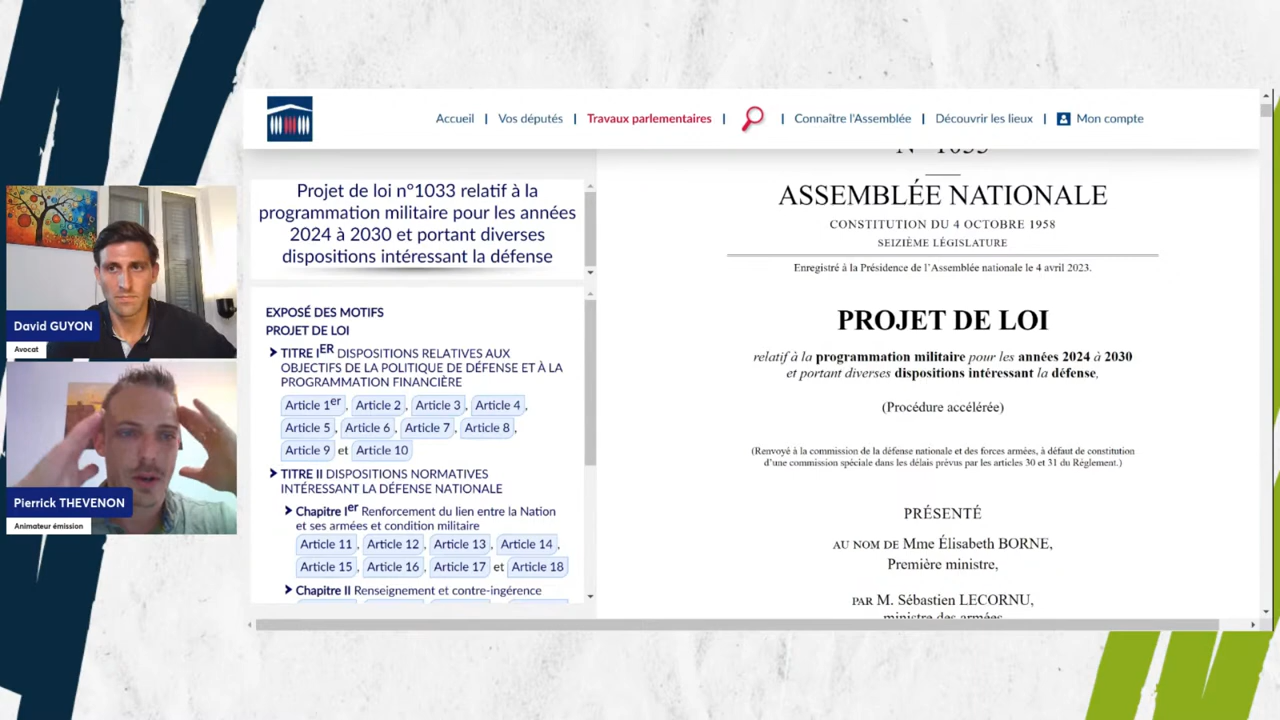 Accueil | Vos députés | Travaux parlementaires | | Connaître l'Assemblée | Découvrir les lieux | Mon compte
David GUYON
Avocat
Pierrick THEVENON
Animateur émission
Projet de loi n°1033 relatif à la
programmation militaire pour les années
2024 à 2030 et portant diverses
dispositions intéressant la défense
EXPOSÉ DES MOTIFS
PROJET DE LOI
TITRE IER DISPOSITIONS RELATIVES AUX
OBJECTIFS DE LA POLITIQUE DE DÉFENSE ET À LA
PROGRAMMATION FINANCIÈRE
Article 1er, Article 2, Article 3, Article 4,
Article 5, Article 6, Article 7, Article 8,
Article 9 et Article 10
TITRE II DISPOSITIONS NORMATIVES
INTÉRESSANT LA DÉFENSE NATIONALE
Chapitre Ier Renforcement du lien entre la Nation
et ses armées et condition militaire
Article 11, Article 12, Article 13, Article 14,
Article 15, Article 16, Article 17 et Article 18
Chapitre II Renseignement et contre-ingérence
N° 1033
ASSEMBLÉE NATIONALE
CONSTITUTION DU 4 OCTOBRE 1958
SEIZIÈME LÉGISLATURE
Enregistré à la Présidence de l'Assemblée nationale le 4 avril 2023.
PROJET DE LOI
relatif à la programmation militaire pour les années 2024 à 2030
et portant diverses dispositions intéressant la défense,
(Procédure accélérée)
(Renvoyé à la commission de la défense nationale et des forces armées, à défaut de constitution
d'une commission spéciale dans les délais prévus par les articles 30 et 31 du Règlement.)
PRÉSENTÉ
AU NOM DE Mme Élisabeth BORNE,
Première ministre,
PAR M. Sébastien LECORNU,
ministre des armées